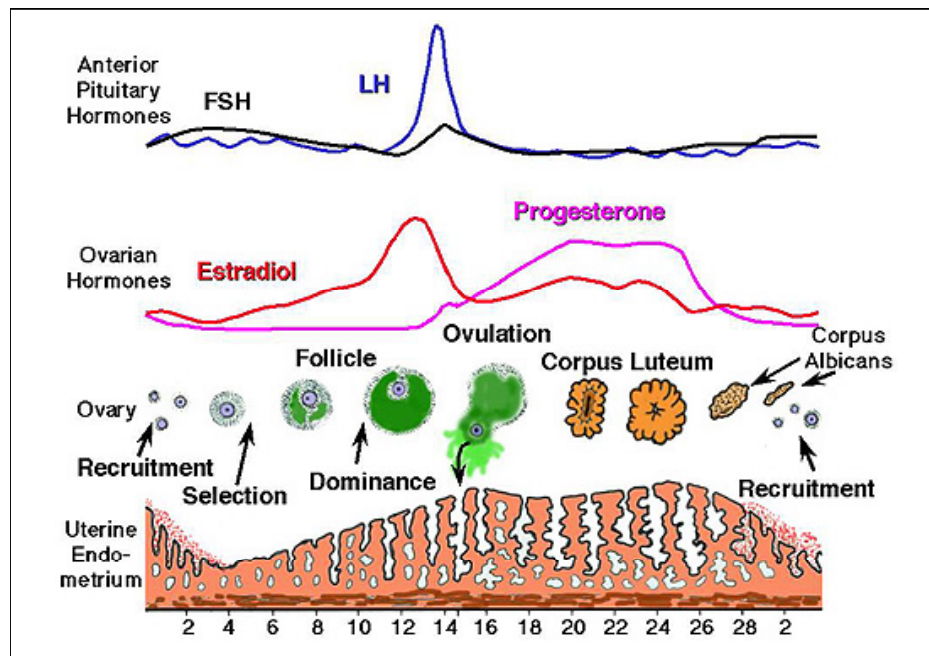 Anterior
Pituitary
Hormones
FSH
LH
Ovarian
Hormones
Estradiol
Progesterone
Ovulation
Follicle
Corpus Luteum
Corpus
Albicans
Ovary
Recruitment
Selection
Dominance
Recruitment
Uterine
Endo-
metrium
2 4 6 8 10 12 14 16 18 20 22 24 26 28 2